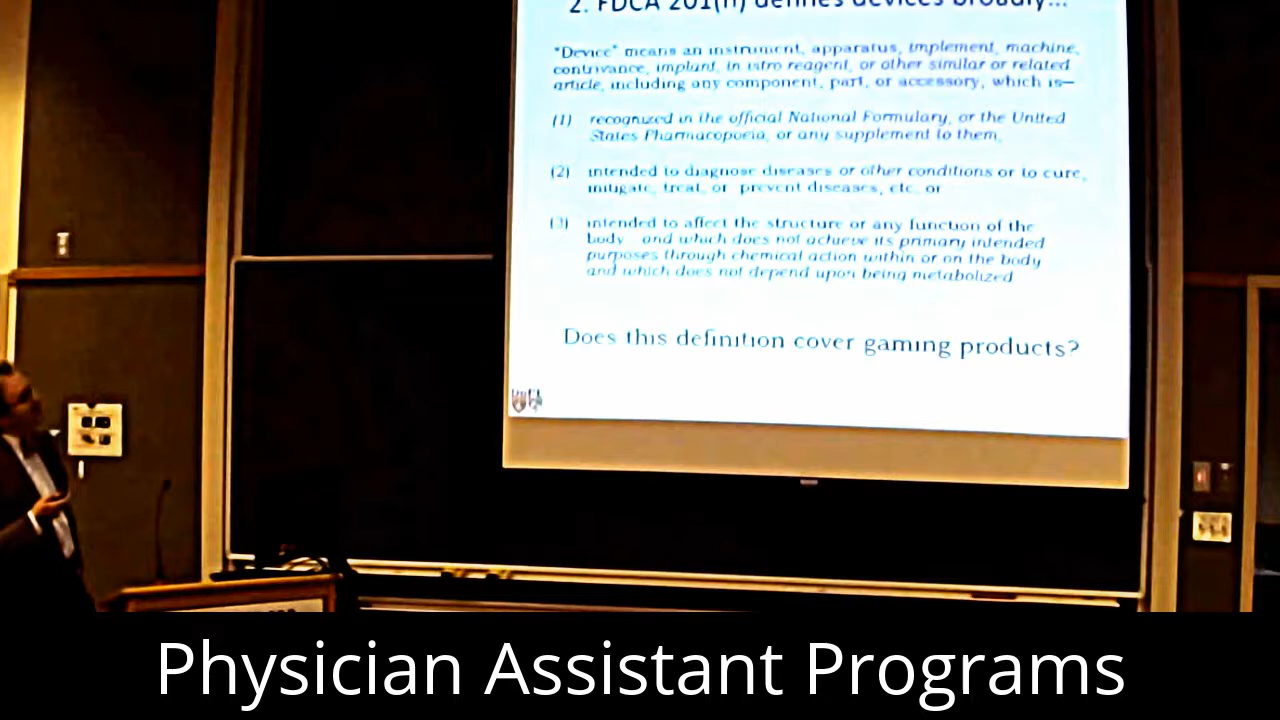 2. FDCA 201(h) defines devices broadly...
"Device" means an instrument, apparatus, implement, machine,
contrivance, implant, in vitro reagent, or other similar or related
article, including any component, part, or accessory, which is—
(1) recognized in the official National Formulary, or the United
States Pharmacopoeia, or any supplement to them,
(2) intended to diagnose diseases or other conditions or to cure,
mitigate, treat, or prevent diseases, etc. or
(3) intended to affect the structure or any function of the
body and which does not achieve its primary intended
purposes through chemical action within or on the body
and which does not depend upon being metabolized
Does this definition cover gaming products?
Physician Assistant Programs